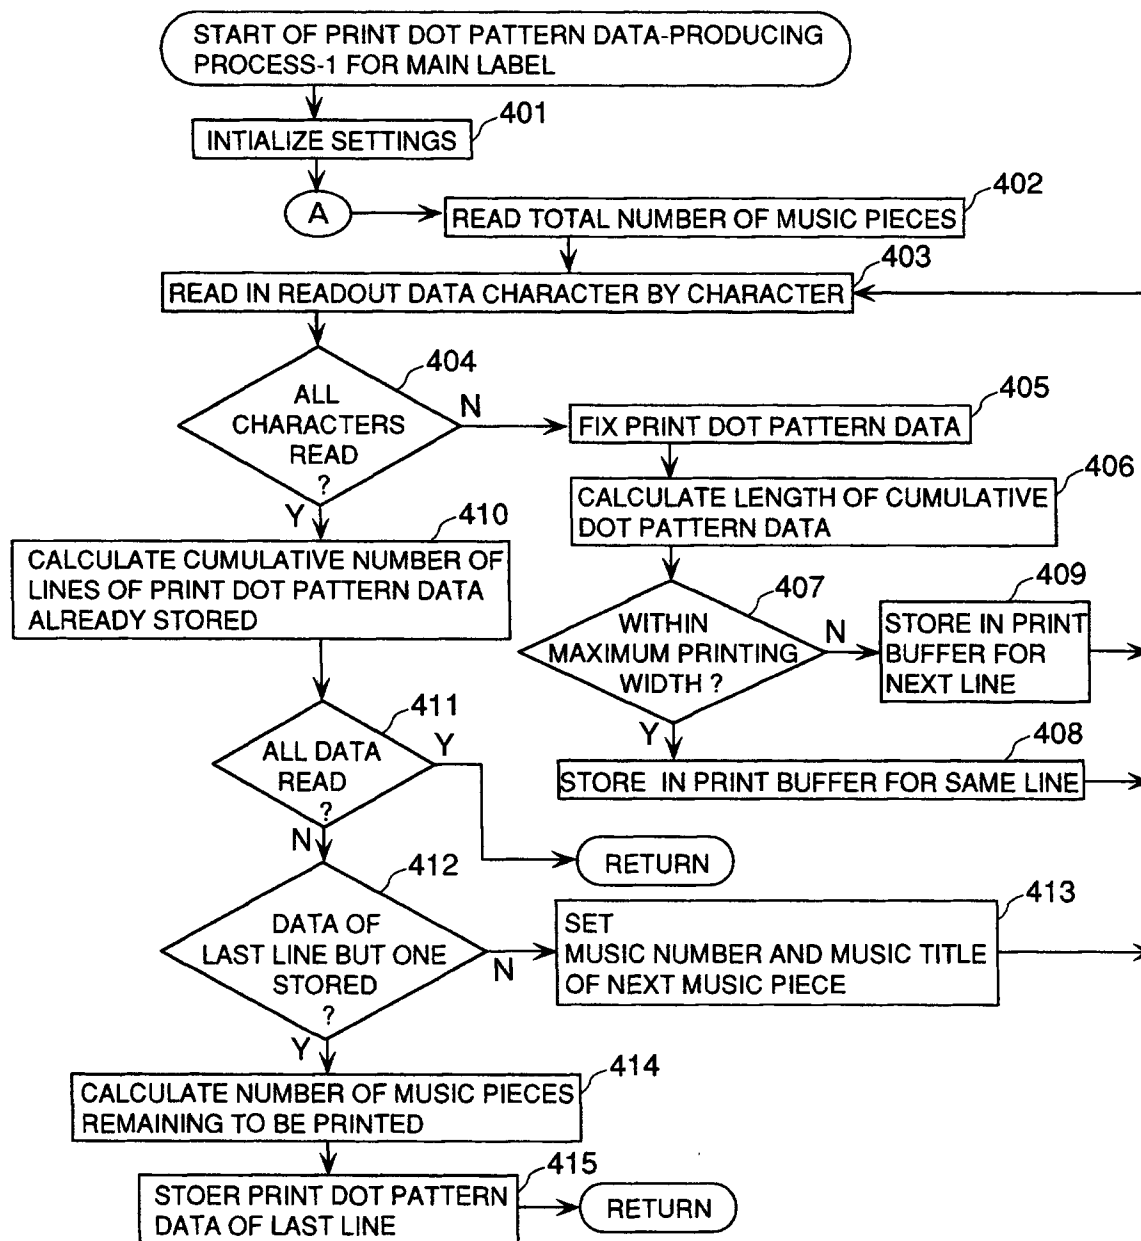 START OF PRINT DOT PATTERN DATA-PRODUCING
PROCESS-1 FOR MAIN LABEL
401
INTIALIZE SETTINGS
A
402
READ TOTAL NUMBER OF MUSIC PIECES
403
READ IN READOUT DATA CHARACTER BY CHARACTER
404
ALL
CHARACTERS
READ
?
N
Y
405
FIX PRINT DOT PATTERN DATA
406
CALCULATE LENGTH OF CUMULATIVE
DOT PATTERN DATA
407
WITHIN
MAXIMUM PRINTING
WIDTH ?
N
Y
409
STORE IN PRINT
BUFFER FOR
NEXT LINE
408
STORE IN PRINT BUFFER FOR SAME LINE
410
CALCULATE CUMULATIVE NUMBER OF
LINES OF PRINT DOT PATTERN DATA
ALREADY STORED
411
ALL DATA
READ
?
Y
N
RETURN
412
DATA OF
LAST LINE BUT ONE
STORED
?
N
Y
413
SET
MUSIC NUMBER AND MUSIC TITLE
OF NEXT MUSIC PIECE
414
CALCULATE NUMBER OF MUSIC PIECES
REMAINING TO BE PRINTED
415
STOER PRINT DOT PATTERN
DATA OF LAST LINE
RETURN